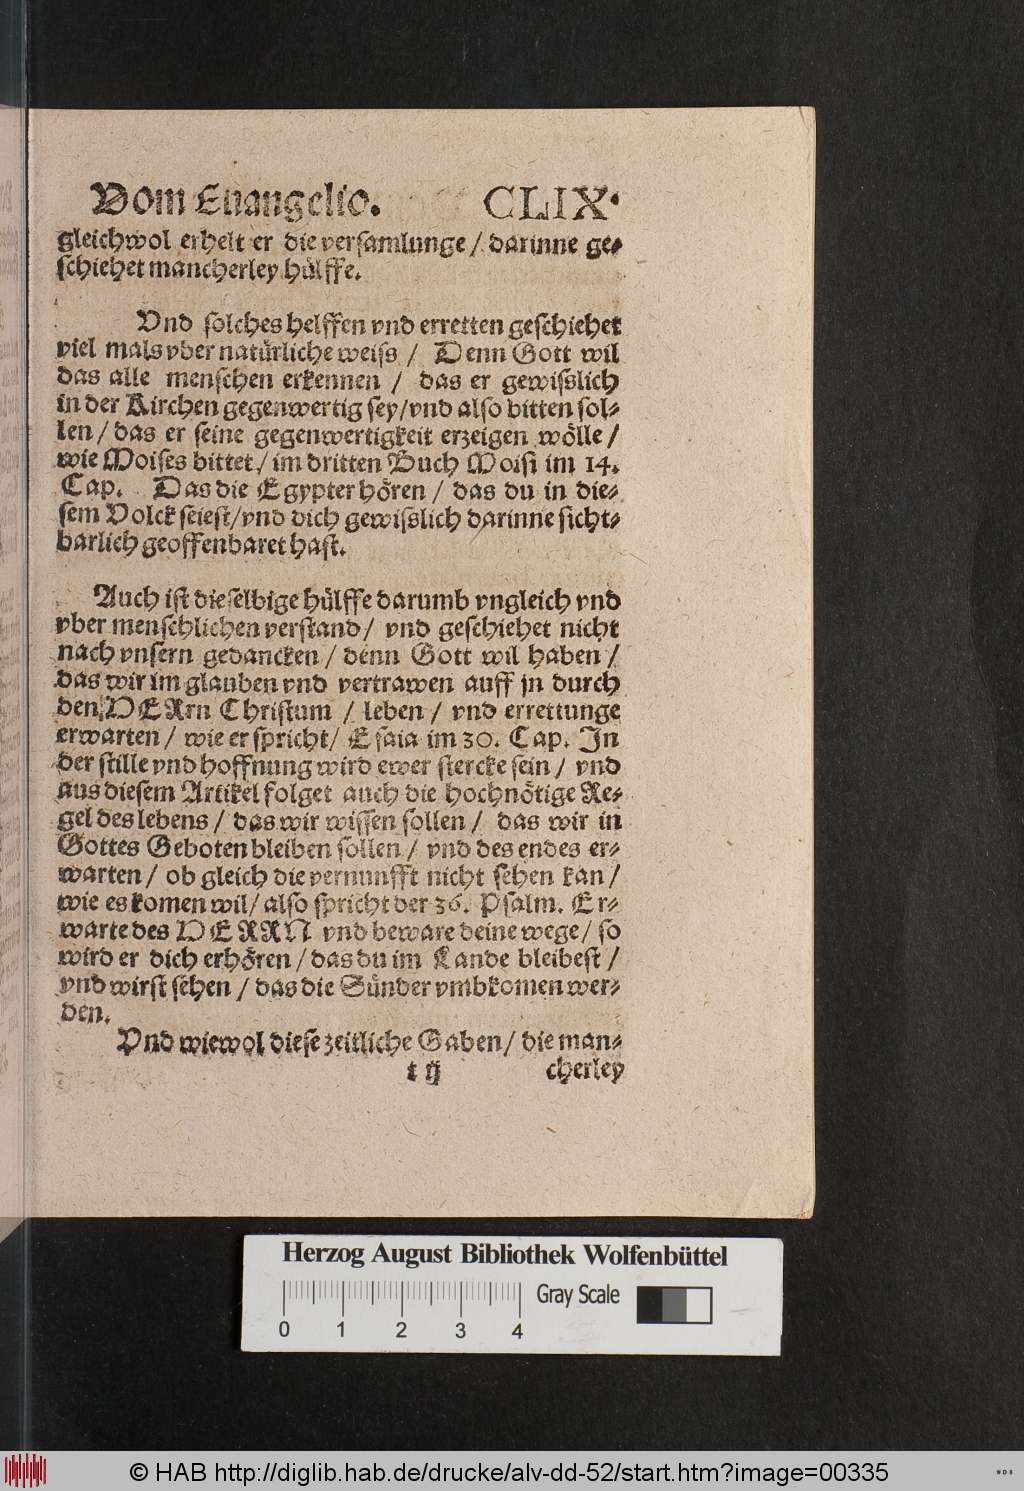 Vom Euangelio. CLIX.
gleichwol erhelt er die versamlunge / darinne ge-
schiehet mancherley hülffe.
Vnd solches helffen vnd erretten geschiehet
viel mals vber natürliche weiss / Denn Gott wil
das alle menschen erkennen / das er gewisslich
in der Kirchen gegenwertig sey / vnd also bitten sol-
len / das er seine gegenwertigkeit erzeigen wölle /
wie Moises bittet / im dritten Buch Moisi im 14.
Cap. Das die Egypter hören / das du in die-
sem Volck seiest / vnd dich gewisslich darinne sicht-
barlich geoffenbaret hast.
Auch ist dieselbige hülffe darumb vngleich vnd
vber menschlichen verstand / vnd geschiehet nicht
nach vnsern gedancken / denn Gott wil haben /
das wir im glauben vnd vertrawen auff jn durch
den HERrn Christum / leben / vnd errettunge
erwarten / wie er spricht / Esaia im 30. Cap. In
der stille vnd hoffnung wird ewer stercke sein / vnd
aus diesem Artikel folget auch die hochnötige Re-
gel des lebens / das wir wissen sollen / das wir in
Gottes Geboten bleiben sollen / vnd des endes er-
warten / ob gleich die vernunfft nicht sehen kan /
wie es komen wil / also spricht der 36. Psalm. Er-
warte des HERRN vnd beware deine wege / so
wird er dich erhören / das du im Lande bleibest /
vnd wirst sehen / das die Sünder vmbkomen wer-
den.
Vnd wiewol diese zeitliche Gaben / die man-
t ij cherley
Herzog August Bibliothek Wolfenbüttel
Gray Scale
0 1 2 3 4
© HAB http://diglib.hab.de/drucke/alv-dd-52/start.htm?image=00335